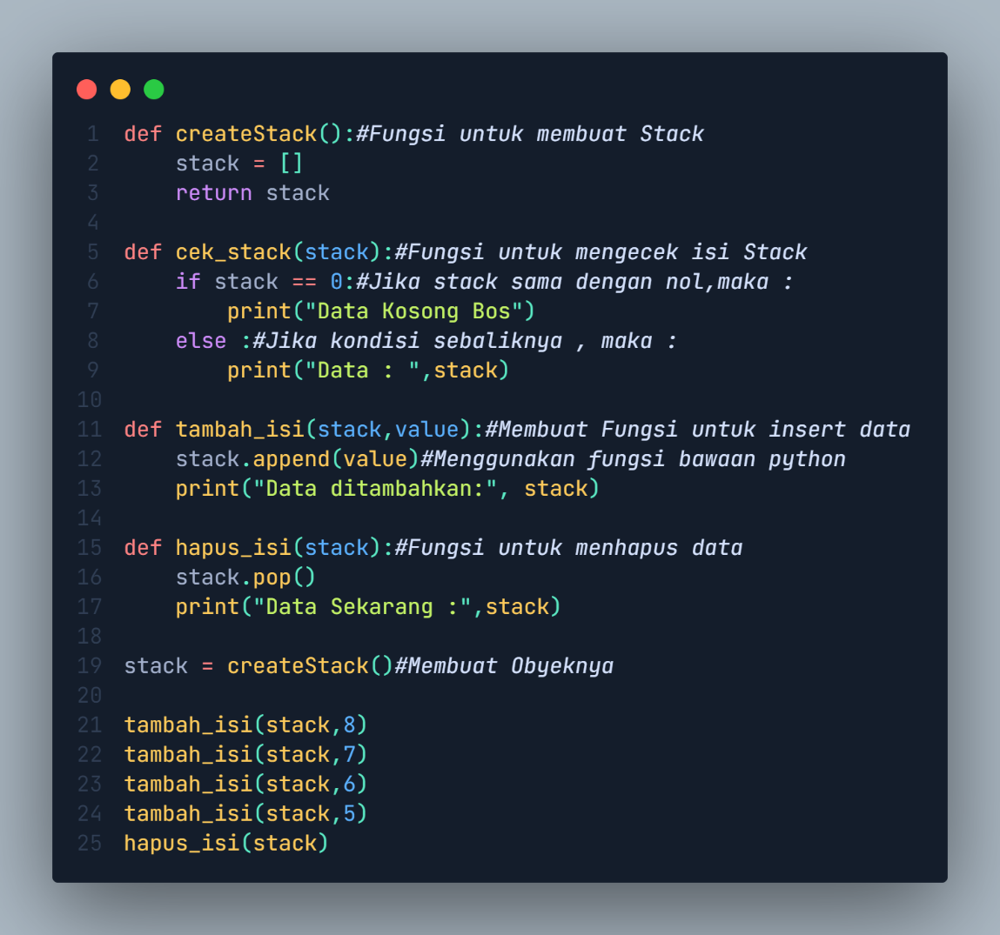 1 def createStack():#Fungsi untuk membuat Stack
2     stack = []
3     return stack
4
5 def cek_stack(stack):#Fungsi untuk mengecek isi Stack
6     if stack == 0:#Jika stack sama dengan nol,maka :
7         print("Data Kosong Bos")
8     else :#Jika kondisi sebaliknya , maka :
9         print("Data : ",stack)
10
11 def tambah_isi(stack,value):#Membuat Fungsi untuk insert data
12     stack.append(value)#Menggunakan fungsi bawaan python
13     print("Data ditambahkan:", stack)
14
15 def hapus_isi(stack):#Fungsi untuk menhapus data
16     stack.pop()
17     print("Data Sekarang :",stack)
18
19 stack = createStack()#Membuat Obyeknya
20
21 tambah_isi(stack,8)
22 tambah_isi(stack,7)
23 tambah_isi(stack,6)
24 tambah_isi(stack,5)
25 hapus_isi(stack)